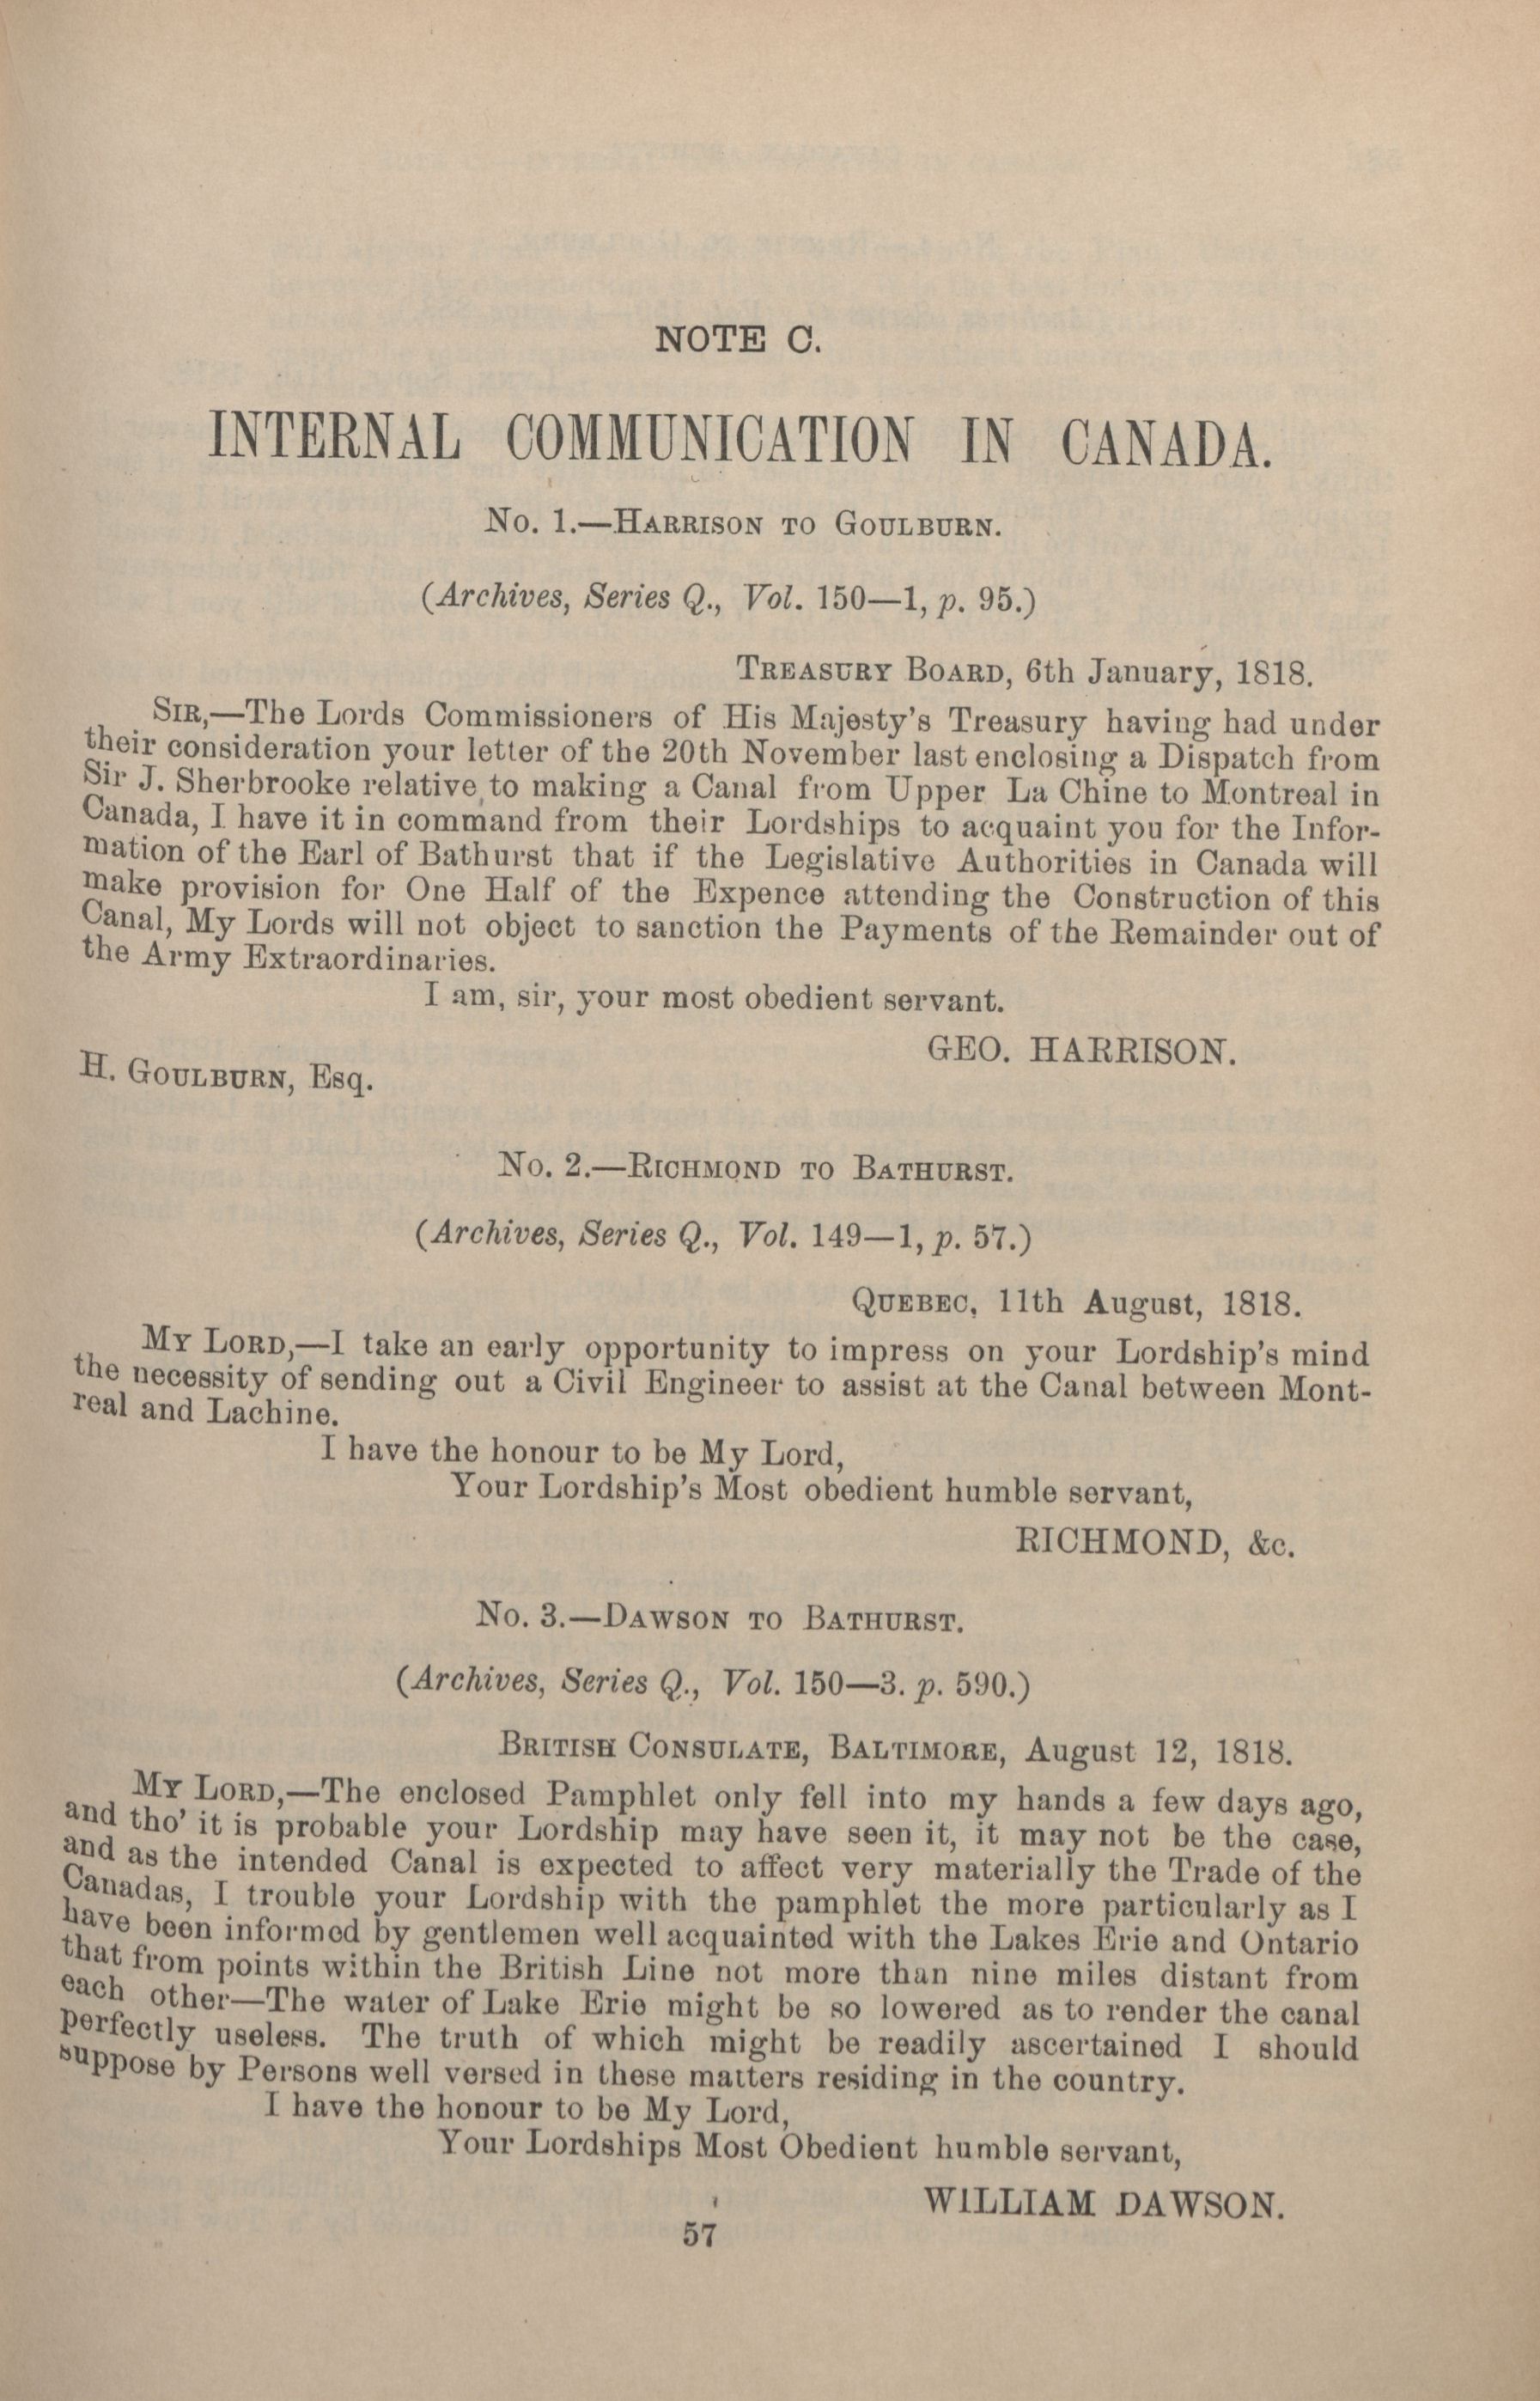 NOTE C.
INTERNAL COMMUNICATION IN CANADA.
No. 1.—Harrison to Goulburn.
(Archives, Series Q., Vol. 150—1, p. 95.)
Treasury Board, 6th January, 1818.
Sir,—The Lords Commissioners of His Majesty's Treasury having had under
their consideration your letter of the 20th November last enclosing a Dispatch from
Sir J. Sherbrooke relative to making a Canal from Upper La Chine to Montreal in
Canada, I have it in command from their Lordships to acquaint you for the Infor-
mation of the Earl of Bathurst that if the Legislative Authorities in Canada will
make provision for One Half of the Expence attending the Construction of this
Canal, My Lords will not object to sanction the Payments of the Remainder out of
the Army Extraordinaries.
I am, sir, your most obedient servant.
GEO. HARRISON.
H. Goulburn, Esq.
No. 2.—Richmond to Bathurst.
(Archives, Series Q., Vol. 149—1, p. 57.)
Quebec, 11th August, 1818.
My Lord,—I take an early opportunity to impress on your Lordship's mind
the necessity of sending out a Civil Engineer to assist at the Canal between Mont-
real and Lachine.
I have the honour to be My Lord,
Your Lordship's Most obedient humble servant,
RICHMOND, &c.
No. 3.—Dawson to Bathurst.
(Archives, Series Q., Vol. 150—3. p. 590.)
British Consulate, Baltimore, August 12, 1818.
My Lord,—The enclosed Pamphlet only fell into my hands a few days ago,
and tho' it is probable your Lordship may have seen it, it may not be the case,
and as the intended Canal is expected to affect very materially the Trade of the
Canadas, I trouble your Lordship with the pamphlet the more particularly as I
have been informed by gentlemen well acquainted with the Lakes Erie and Ontario
that from points within the British Line not more than nine miles distant from
each other—The water of Lake Erie might be so lowered as to render the canal
perfectly useless. The truth of which might be readily ascertained I should
suppose by Persons well versed in these matters residing in the country.
I have the honour to be My Lord,
Your Lordships Most Obedient humble servant,
WILLIAM DAWSON.
57